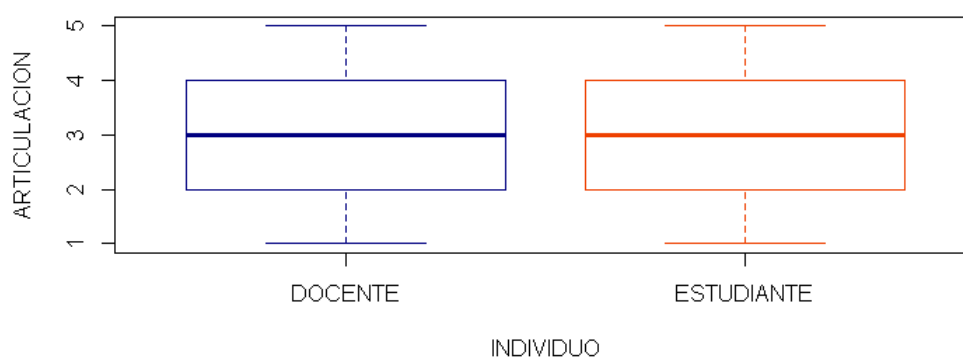 ARTICULACION
5
4
3
2
1
DOCENTE ESTUDIANTE
INDIVIDUO